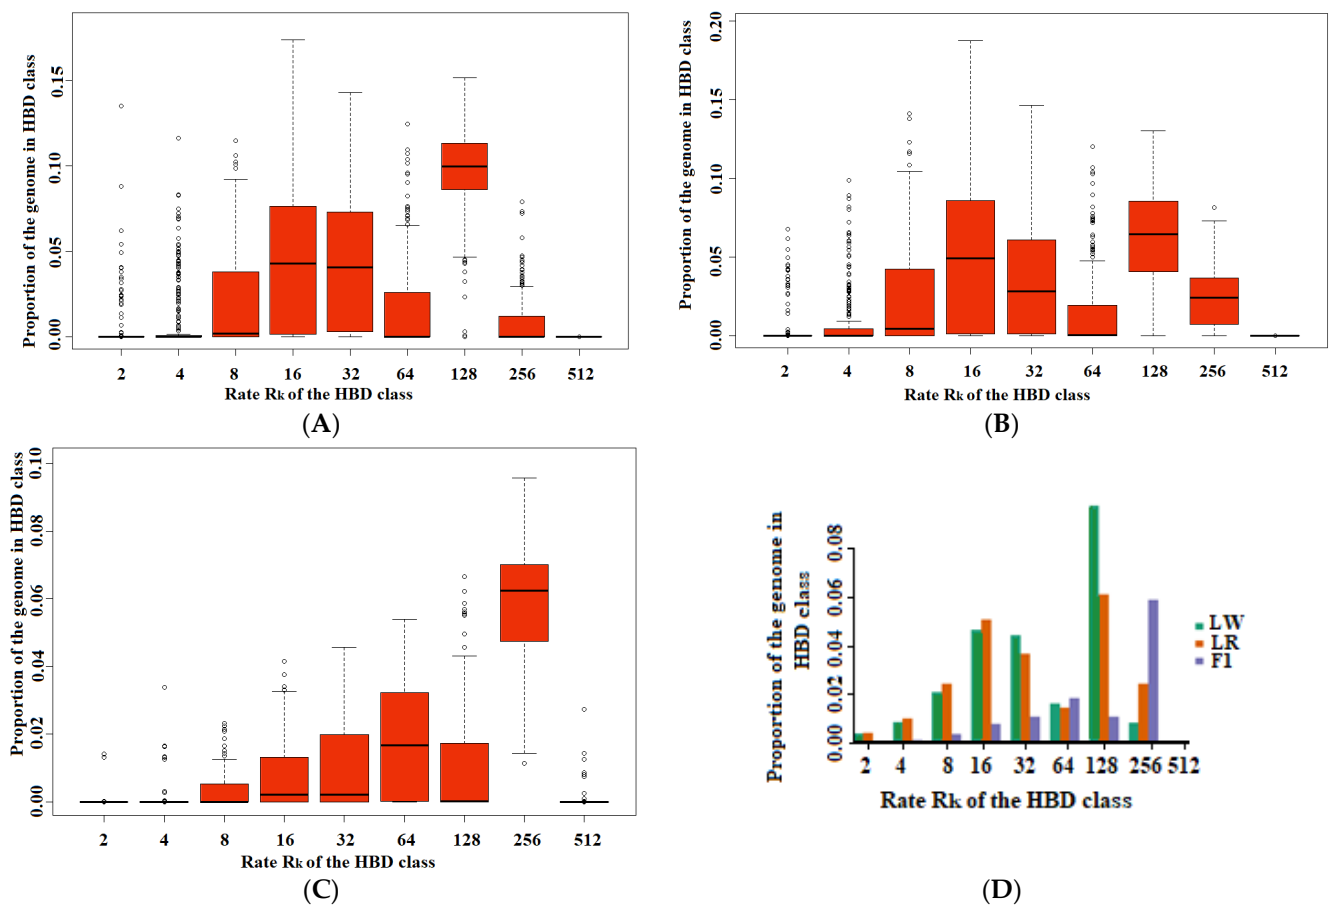 Proportion of the genome in HBD class
0.15
0.10
0.05
0.00
2 4 8 16 32 64 128 256 512
Rate Rk of the HBD class
(A)
Proportion of the genome in HBD class
0.20
0.15
0.10
0.05
0.00
2 4 8 16 32 64 128 256 512
Rate Rk of the HBD class
(B)
Proportion of the genome in HBD class
0.10
0.08
0.06
0.04
0.02
0.00
2 4 8 16 32 64 128 256 512
Rate Rk of the HBD class
(C)
Proportion of the genome in
HBD class
0.08
0.06
0.04
0.02
0.00
LW
LR
F1
2 4 8 16 32 64 128 256 512
Rate Rk of the HBD class
(D)